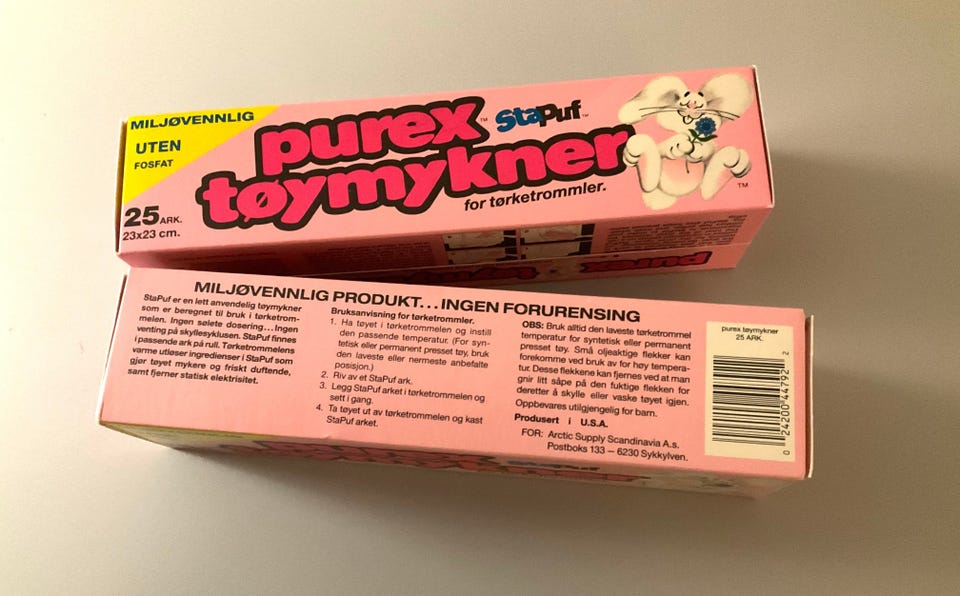 MILJØVENNLIG
UTEN
FOSFAT
purex™ StaPuf™
tøymykner
for tørketrommler.
25 ARK.
23x23 cm.
TM
purex
MILJØVENNLIG PRODUKT...INGEN FORURENSING
StaPuf er en lett anvendelig tøymykner
som er beregnet til bruk i tørketrom-
melen. Ingen sølete dosering...Ingen
venting på skyllesyklusen. StaPuf finnes
i passende ark på rull. Tørketrommelens
varme utløser ingredienser i StaPuf som
gjør tøyet mykere og friskt duftende,
samt fjerner statisk elektrisitet.
Bruksanvisning for tørketrommler.
1. Ha tøyet i tørketrommelen og instill
den passende temperatur. (For syn-
tetisk eller permanent presset tøy, bruk
den laveste eller nermeste anbefalte
posisjon.)
2. Riv av et StaPuf ark.
3. Legg StaPuf arket i tørketrommelen og
sett i gang.
4. Ta tøyet ut av tørketrommelen og kast
StaPuf arket.
OBS: Bruk alltid den laveste tørketrommel
temperatur for syntetisk eller permanent
presset tøy. Små oljeaktige flekker kan
forekomme ved bruk av for høy tempera-
tur. Desse flekkene kan fjernes ved at man
gnir litt såpe på den fuktige flekken for
deretter å skylle eller vaske tøyet igjen.
Oppbevares utilgjengelig for barn.
Produsert i U.S.A.
FOR: Arctic Supply Scandinavia A.s.
Postboks 133 – 6230 Sykkylven.
purex tøymykner
25 ARK.
0 24200 44792 2
StaPuf